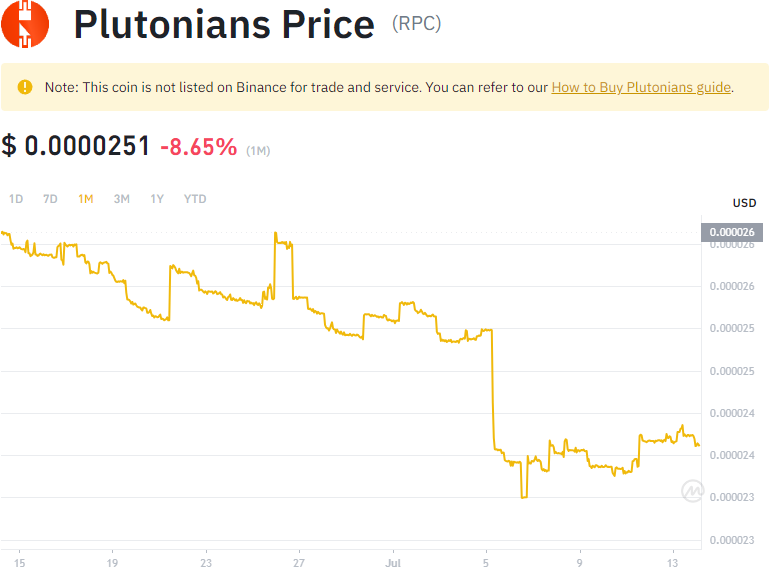 Plutonians Price (RPC)
Note: This coin is not listed on Binance for trade and service. You can refer to our How to Buy Plutonians guide.
$ 0.0000251 -8.65% (1M)
1D 7D 1M 3M 1Y YTD
USD
0.000026
0.000026
0.000026
0.000025
0.000025
0.000024
0.000024
0.000023
0.000023
15 19 23 27 Jul 5 9 13